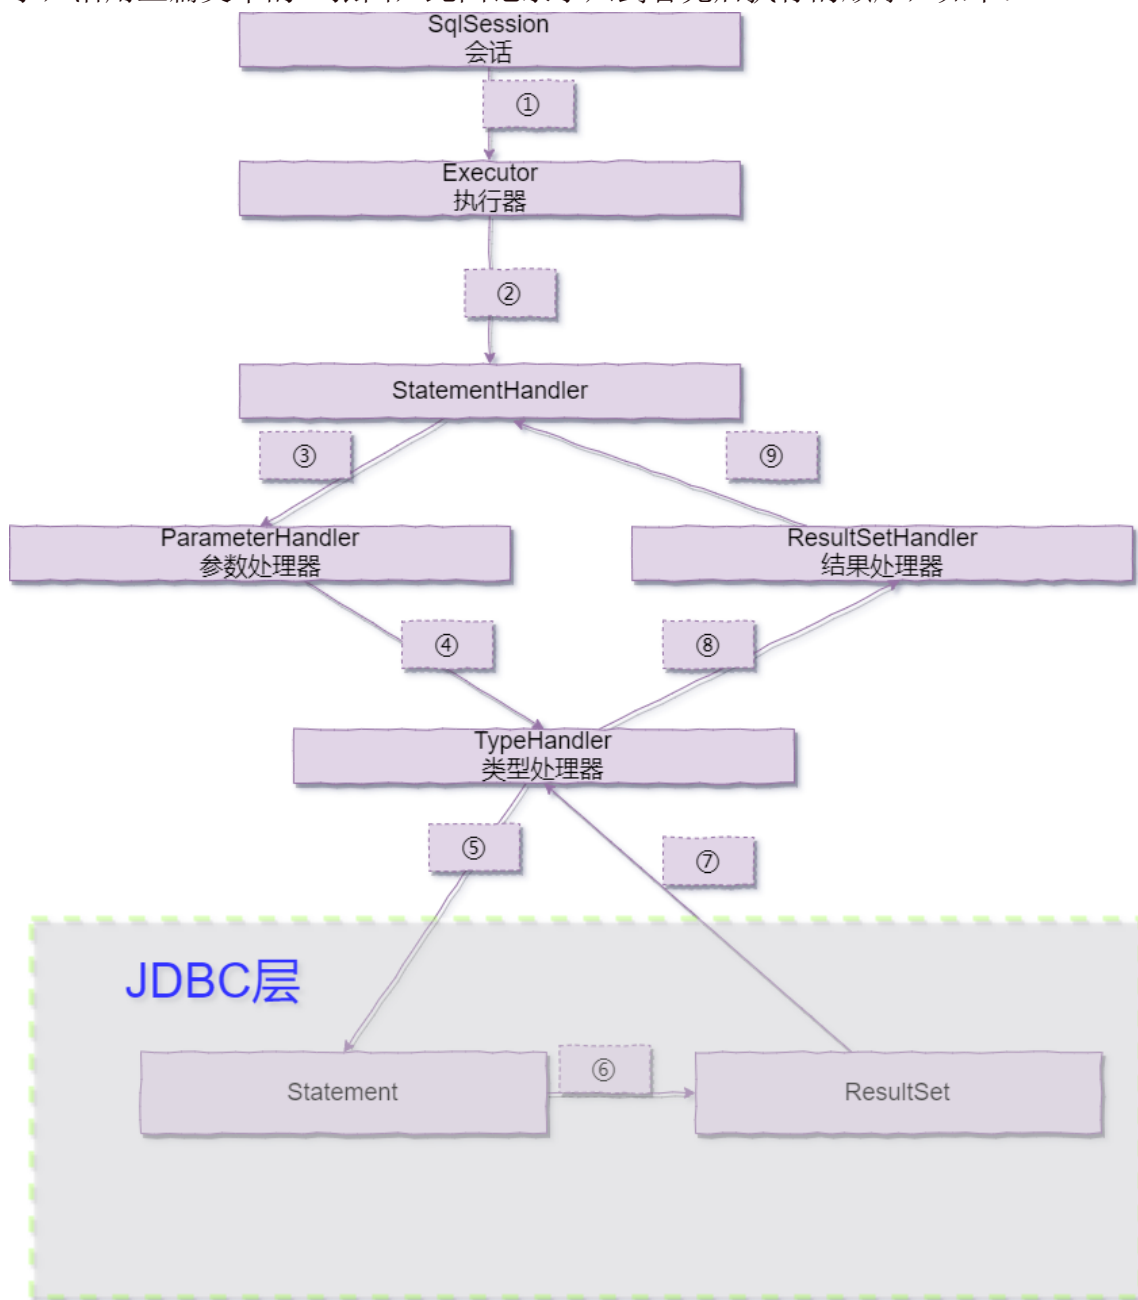 SqlSession
会话
①
Executor
执行器
②
StatementHandler
③
⑨
ParameterHandler
参数处理器
ResultSetHandler
结果处理器
④
⑧
TypeHandler
类型处理器
⑤
⑦
JDBC层
Statement
⑥
ResultSet